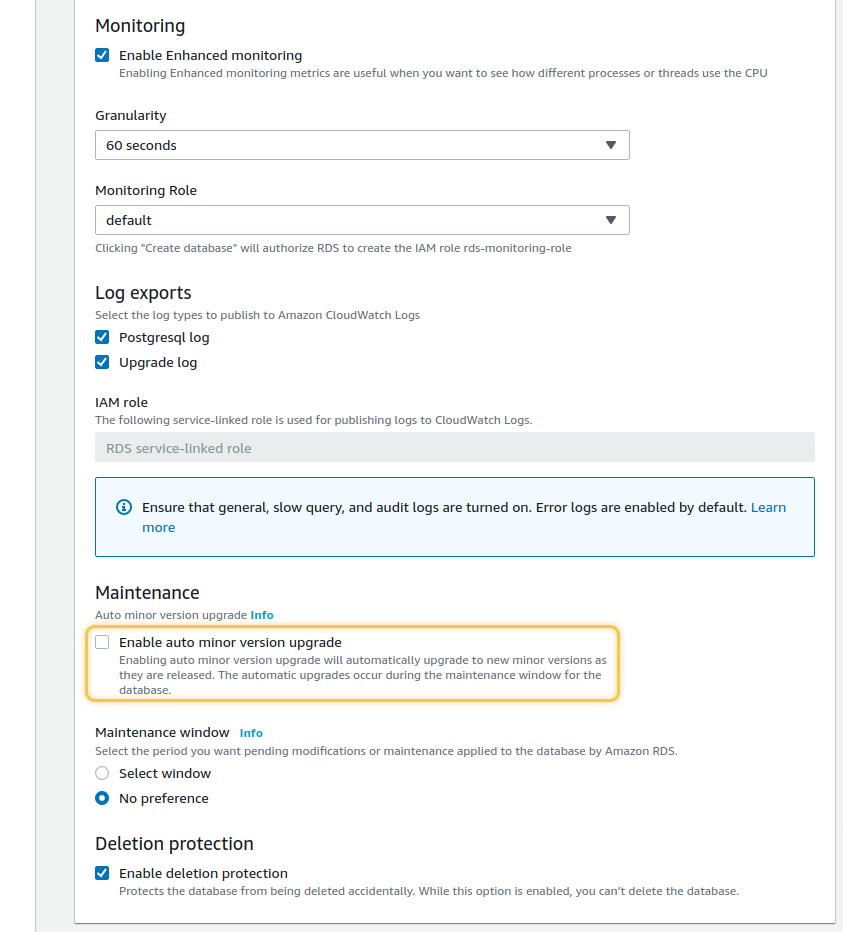 Monitoring
Enable Enhanced monitoring
Enabling Enhanced monitoring metrics are useful when you want to see how different processes or threads use the CPU
Granularity
60 seconds
Monitoring Role
default
Clicking "Create database" will authorize RDS to create the IAM role rds-monitoring-role
Log exports
Select the log types to publish to Amazon CloudWatch Logs
Postgresql log
Upgrade log
IAM role
The following service-linked role is used for publishing logs to CloudWatch Logs.
RDS service-linked role
Ensure that general, slow query, and audit logs are turned on. Error logs are enabled by default. Learn
more
Maintenance
Auto minor version upgrade Info
Enable auto minor version upgrade
Enabling auto minor version upgrade will automatically upgrade to new minor versions as
they are released. The automatic upgrades occur during the maintenance window for the
database.
Maintenance window Info
Select the period you want pending modifications or maintenance applied to the database by Amazon RDS.
Select window
No preference
Deletion protection
Enable deletion protection
Protects the database from being deleted accidentally. While this option is enabled, you can’t delete the database.